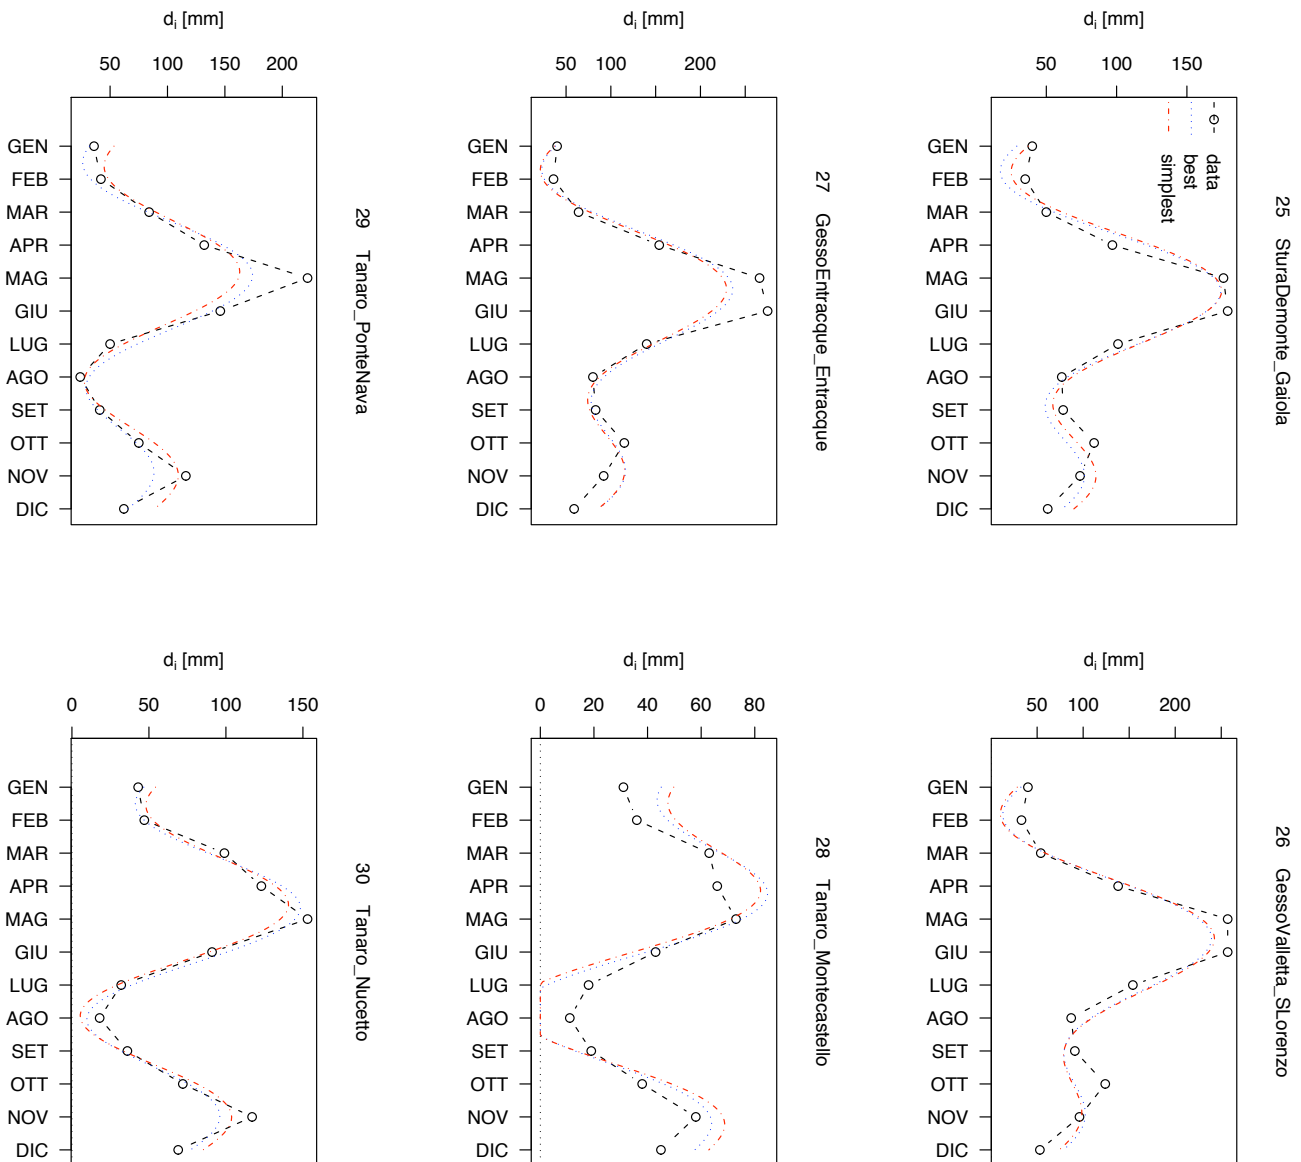 d_i [mm]
50 100 150 200
GEN
FEB
MAR
APR
MAG
GIU
LUG
AGO
SET
OTT
NOV
DIC
29 Tanaro_PonteNava
d_i [mm]
50 100 200
GEN
FEB
MAR
APR
MAG
GIU
LUG
AGO
SET
OTT
NOV
DIC
27 GessoEntracque_Entracque
d_i [mm]
50 100 150
data
best
simplest
GEN
FEB
MAR
APR
MAG
GIU
LUG
AGO
SET
OTT
NOV
DIC
25 SturaDemonte_Gaiola
d_i [mm]
0 50 100 150
GEN
FEB
MAR
APR
MAG
GIU
LUG
AGO
SET
OTT
NOV
DIC
30 Tanaro_Nucetto
d_i [mm]
0 20 40 60 80
GEN
FEB
MAR
APR
MAG
GIU
LUG
AGO
SET
OTT
NOV
DIC
28 Tanaro_Montecastello
d_i [mm]
50 100 200
GEN
FEB
MAR
APR
MAG
GIU
LUG
AGO
SET
OTT
NOV
DIC
26 GessoValletta_SLorenzo